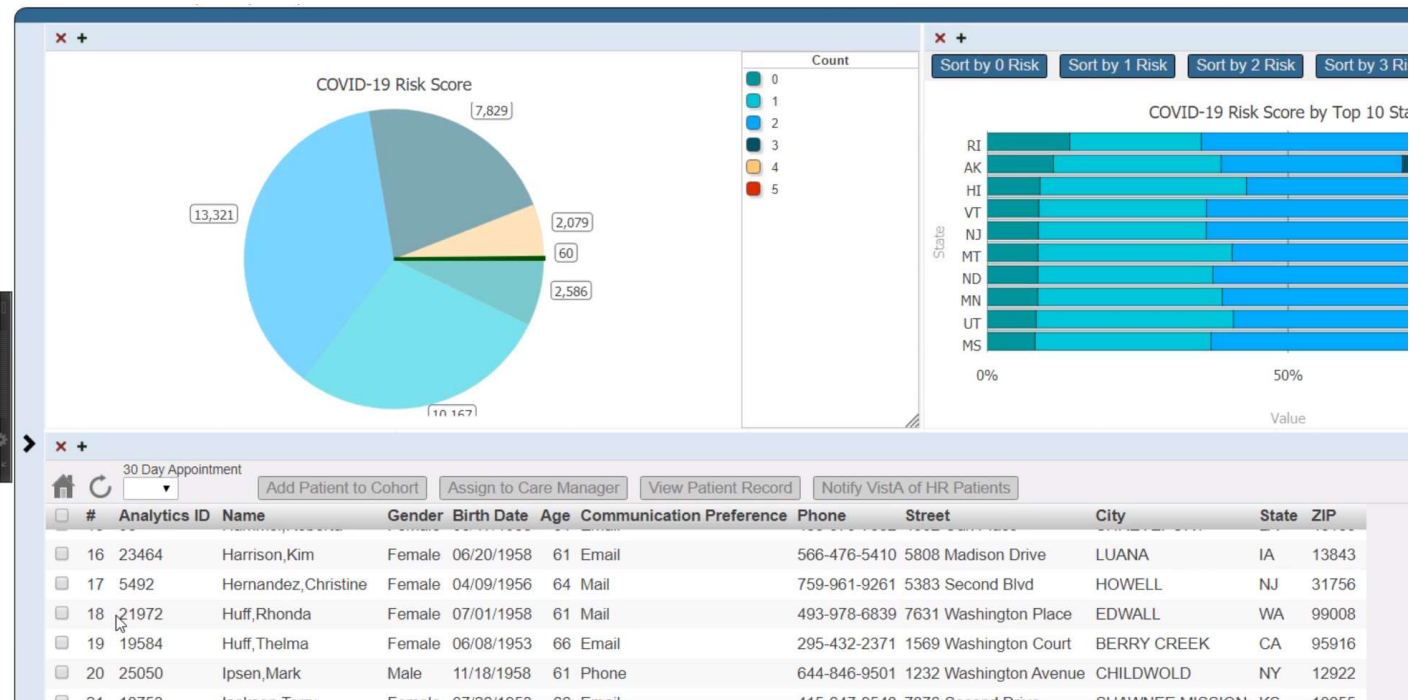 COVID-19 Risk Score
7,829
13,321
2,079
60
2,586
10,167
Count
0
1
2
3
4
5
Sort by 0 Risk Sort by 1 Risk Sort by 2 Risk Sort by 3 Ri
COVID-19 Risk Score by Top 10 Sta
State
RI
AK
HI
VT
NJ
MT
ND
MN
UT
MS
0% 50%
Value
30 Day Appointment
Add Patient to Cohort Assign to Care Manager View Patient Record Notify VistA of HR Patients
# Analytics ID Name Gender Birth Date Age Communication Preference Phone Street City State ZIP
16 23464 Harrison,Kim Female 06/20/1958 61 Email 566-476-5410 5808 Madison Drive LUANA IA 13843
17 5492 Hernandez,Christine Female 04/09/1956 64 Mail 759-961-9261 5383 Second Blvd HOWELL NJ 31756
18 21972 Huff,Rhonda Female 07/01/1958 61 Mail 493-978-6839 7631 Washington Place EDWALL WA 99008
19 19584 Huff,Thelma Female 06/08/1953 66 Email 295-432-2371 1569 Washington Court BERRY CREEK CA 95916
20 25050 Ipsen,Mark Male 11/18/1958 61 Phone 644-846-9501 1232 Washington Avenue CHILDWOLD NY 12922